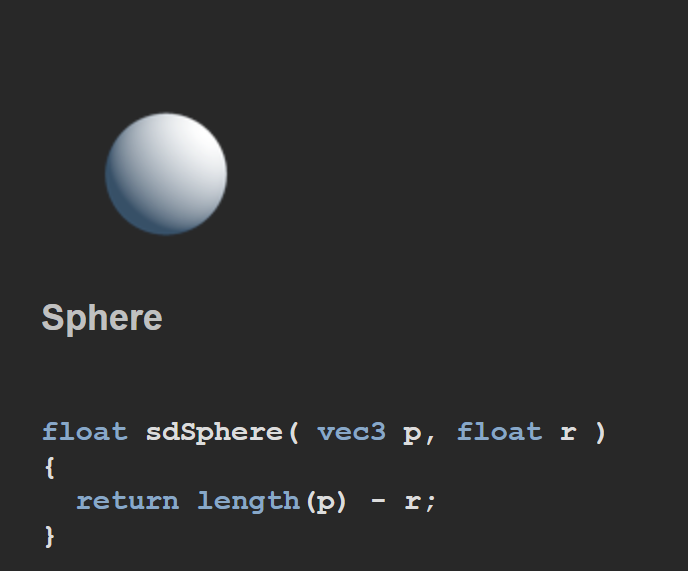 Sphere
float sdSphere( vec3 p, float r )
{
  return length(p) - r;
}